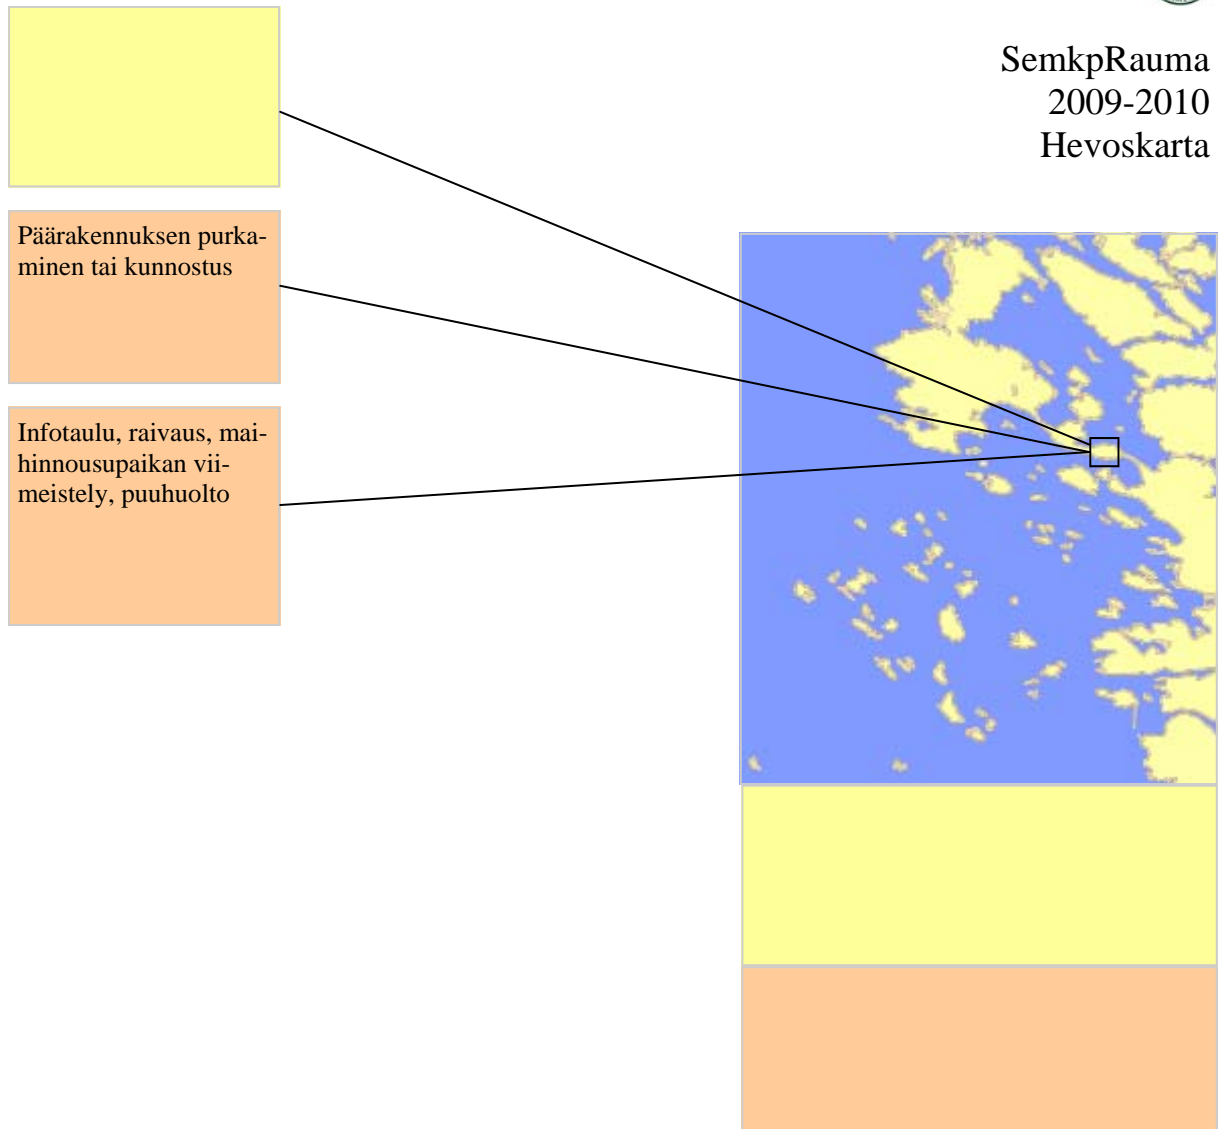 SemkpRauma
2009-2010
Hevoskarta
Päärakennuksen purka-
minen tai kunnostus
Infotaulu, raivaus, mai-
hinnousupaikan vii-
meistely, puuhuolto